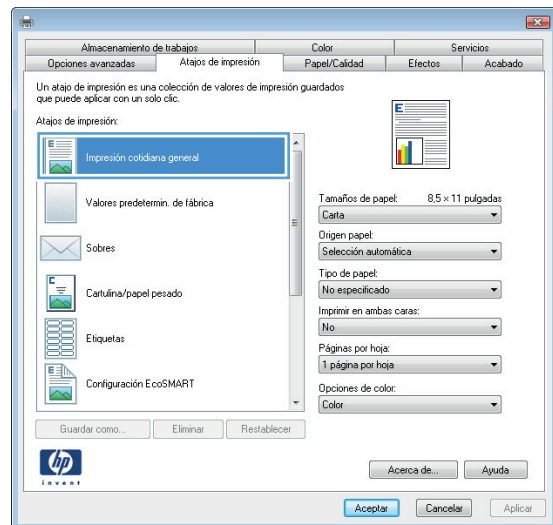 Almacenamiento de trabajos
Color
Servicios
Opciones avanzadas
Atajos de impresión
Papel/Calidad
Efectos
Acabado
Un atajo de impresión es una colección de valores de impresión guardados
que puede aplicar con un solo clic.
Atajos de impresión:
Impresión cotidiana general
Valores predetermin. de fábrica
Sobres
Cartulina/papel pesado
Etiquetas
Configuración EcoSMART
Guardar como...
Eliminar
Restablecer
E
Tamaños de papel:
8,5 × 11 pulgadas
Carta
Origen papel:
Selección automática
Tipo de papel:
No especificado
Imprimir en ambas caras:
No
Páginas por hoja:
1 página por hoja
Opciones de color:
Color
hp
invent
Acerca de...
Ayuda
Aceptar
Cancelar
Aplicar